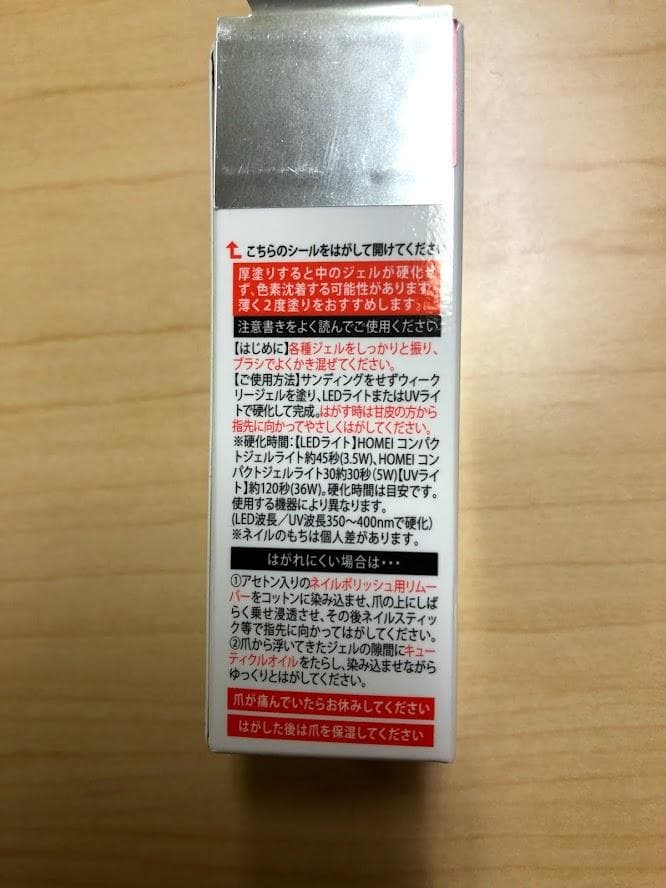 こちらのシールをはがして開けてくださ
厚塗りすると中のジェルが硬化せ
ず、色素沈着する可能性があります。
薄く2度塗りをおすすめします。
注意書きをよく読んでご使用ください
【はじめに】各種ジェルをしっかりと振り、
ブラシでよくかき混ぜてください。
【ご使用方法】サンディングをせずウィーク
リージェルを塗り、LEDライトまたはUVライ
トで硬化して完成。はがす時は甘皮の方から
指先に向かってやさしくはがしてください。
※硬化時間：【LEDライト】HOMEI コンパク
トジェルライト約45秒(3.5W)、HOMEI コン
パクトジェルライト30約30秒(5W)【UVライ
ト】約120秒(36W)。硬化時間は目安です。
使用する機器により異なります。
(LED波長／UV波長350〜400nmで硬化)
※ネイルのもちは個人差があります。
はがれにくい場合は・・・
①アセトン入りのネイルポリッシュ用リムー
バーをコットンに染み込ませ、爪の上にしば
らく乗せ浸透させ、その後ネイルスティッ
ク等で指先に向かってはがしてください。
②爪から浮いてきたジェルの隙間にキュー
ティクルオイルをたらし、染み込ませながら
ゆっくりとはがしてください。
爪が痛んでいたらお休みしてください
はがした後は爪を保湿してください